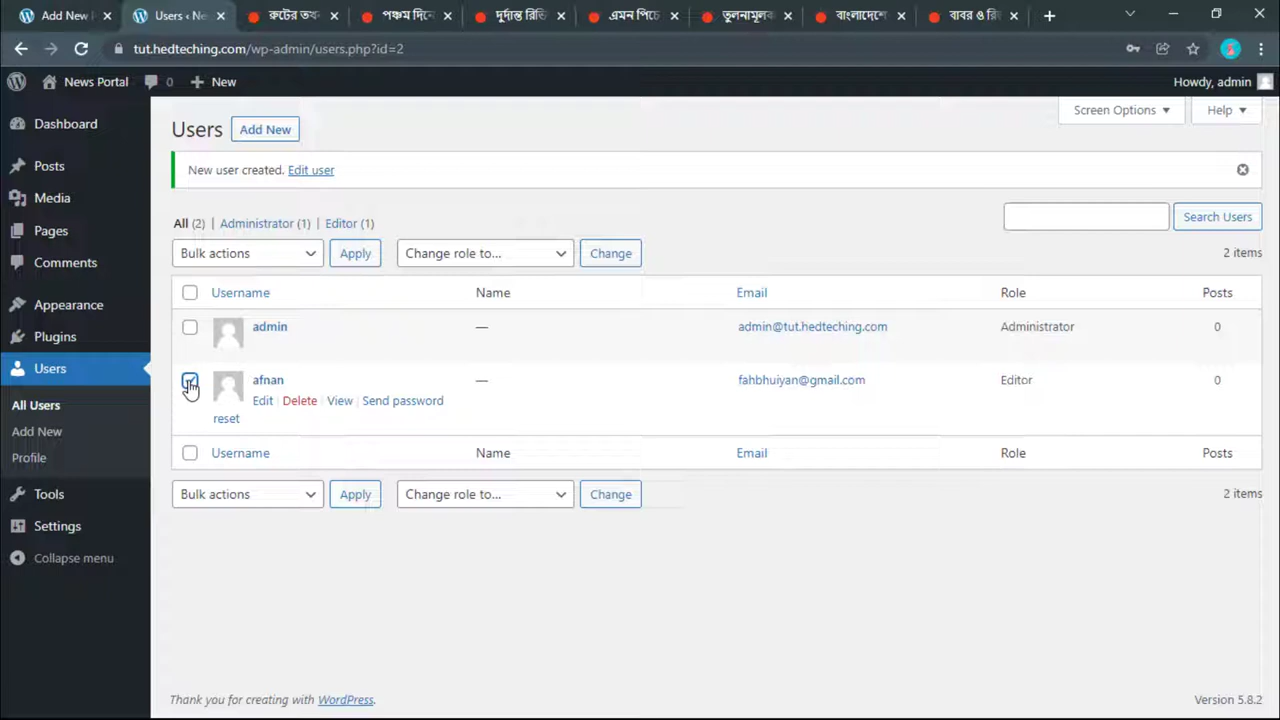 Add New
Users ‹ Ne
রুটের তখ
পঞ্চম দিনে
দুর্দান্ত রিভি
এমন পিচে
তুলনামূলক
বাংলাদেশে
বাবর ও রি
tut.hedteching.com/wp-admin/users.php?id=2
News Portal 0 New
Howdy, admin
Screen Options Help
Dashboard
Posts
Media
Pages
Comments
Appearance
Plugins
Users
All Users
Add New
Profile
Tools
Settings
Collapse menu
Users Add New
New user created. Edit user
All (2) | Administrator (1) | Editor (1)
Search Users
Bulk actions Apply Change role to... Change 2 items
Username Name Email Role Posts
admin — admin@tut.hedteching.com Administrator 0
afnan — fahbhuiyan@gmail.com Editor 0
Edit | Delete | View | Send password
reset
Username Name Email Role Posts
Bulk actions Apply Change role to... Change 2 items
Thank you for creating with WordPress. Version 5.8.2